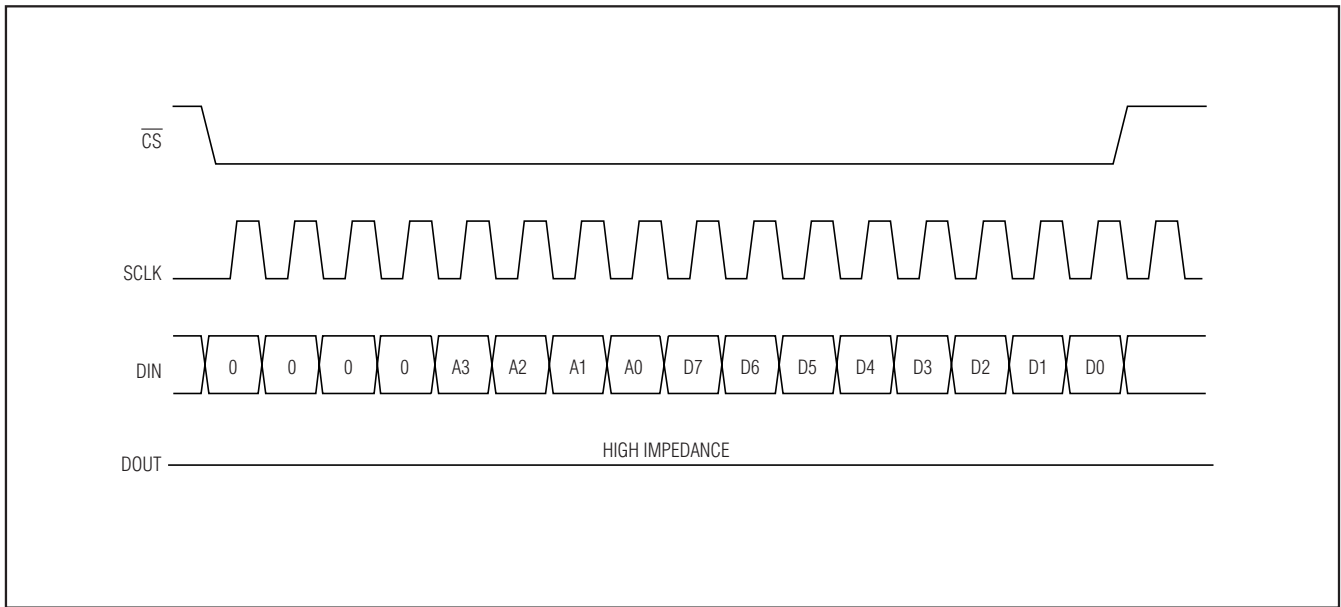 C̅S̅
SCLK
DIN 0 0 0 0 A3 A2 A1 A0 D7 D6 D5 D4 D3 D2 D1 D0
HIGH IMPEDANCE
DOUT